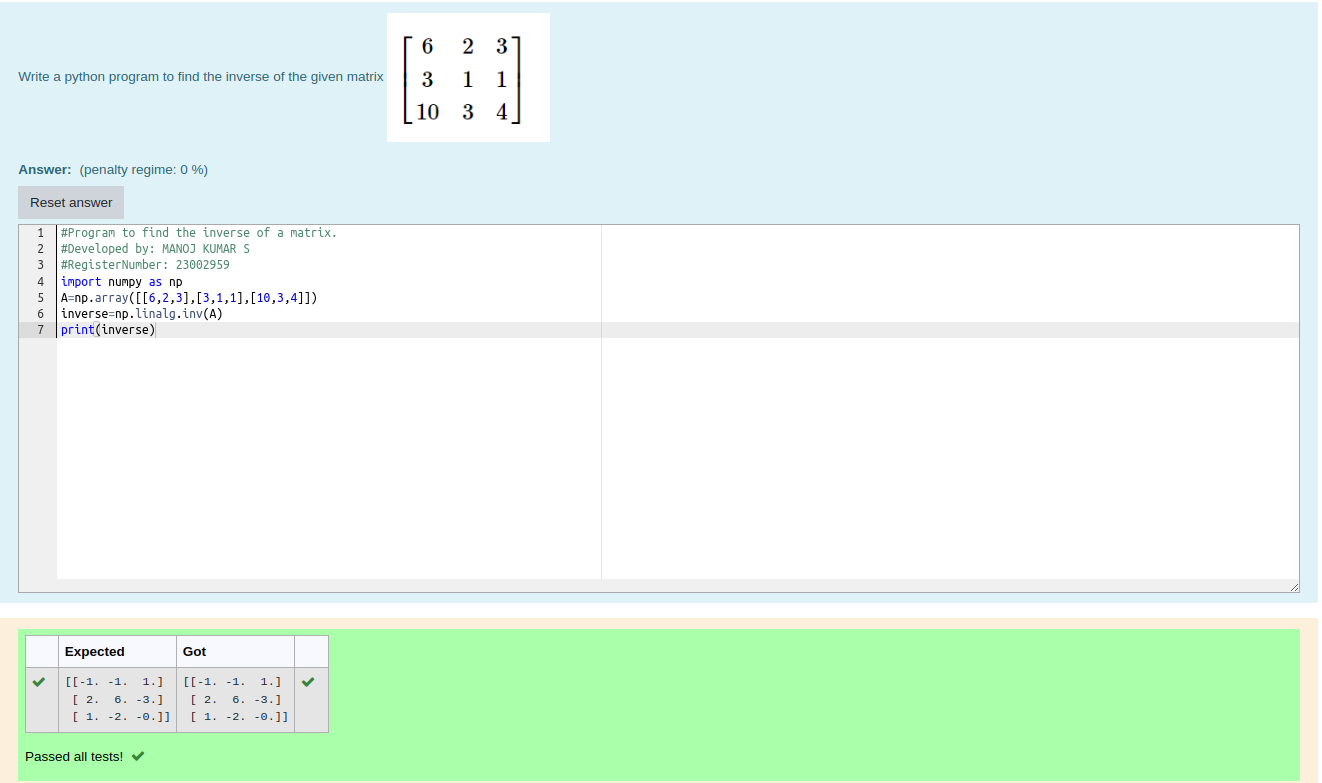 Write a python program to find the inverse of the given matrix
6 2 3
3 1 1
10 3 4
Answer: (penalty regime: 0 %)
Reset answer
1 #Program to find the inverse of a matrix.
2 #Developed by: MANOJ KUMAR S
3 #RegisterNumber: 23002959
4 import numpy as np
5 A=np.array([[6,2,3],[3,1,1],[10,3,4]])
6 inverse=np.linalg.inv(A)
7 print(inverse)
Expected Got
[[-1. -1.  1.] [[-1. -1.  1.]
[ 2.  6. -3.] [ 2.  6. -3.]
[ 1. -2. -0.]] [ 1. -2. -0.]]
Passed all tests!